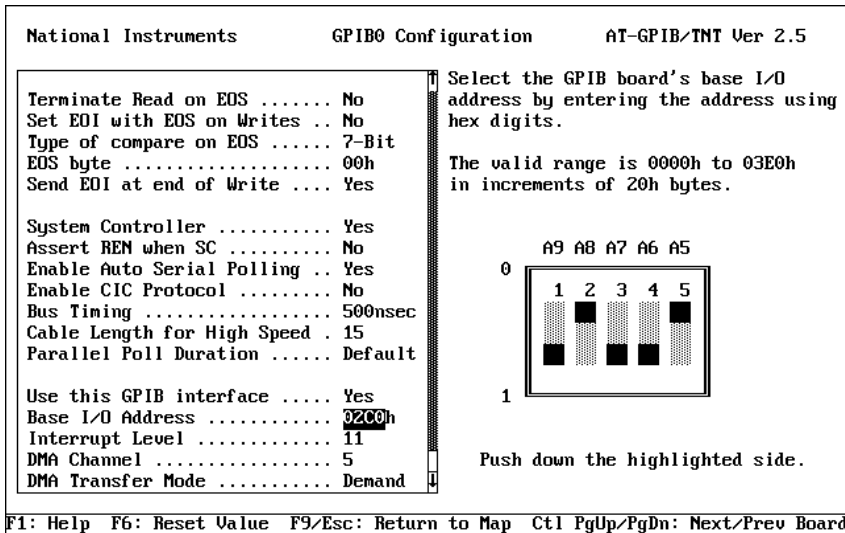 National Instruments GPIB0 Configuration AT-GPIB/TNT Ver 2.5
Terminate Read on EOS ....... No
Set EOI with EOS on Writes .. No
Type of compare on EOS ...... 7-Bit
EOS byte .................... 00h
Send EOI at end of Write .... Yes
System Controller ........... Yes
Assert REN when SC .......... No
Enable Auto Serial Polling .. Yes
Enable CIC Protocol ......... No
Bus Timing .................. 500nsec
Cable Length for High Speed . 15
Parallel Poll Duration ...... Default
Use this GPIB interface ..... Yes
Base I/O Address ............ 02C0h
Interrupt Level ............. 11
DMA Channel ................. 5
DMA Transfer Mode ........... Demand
Select the GPIB board's base I/O
address by entering the address using
hex digits.
The valid range is 0000h to 03E0h
in increments of 20h bytes.
A9 A8 A7 A6 A5
0
1 2 3 4 5
1
Push down the highlighted side.
F1: Help F6: Reset Value F9/Esc: Return to Map Ctl PgUp/PgDn: Next/Prev Board